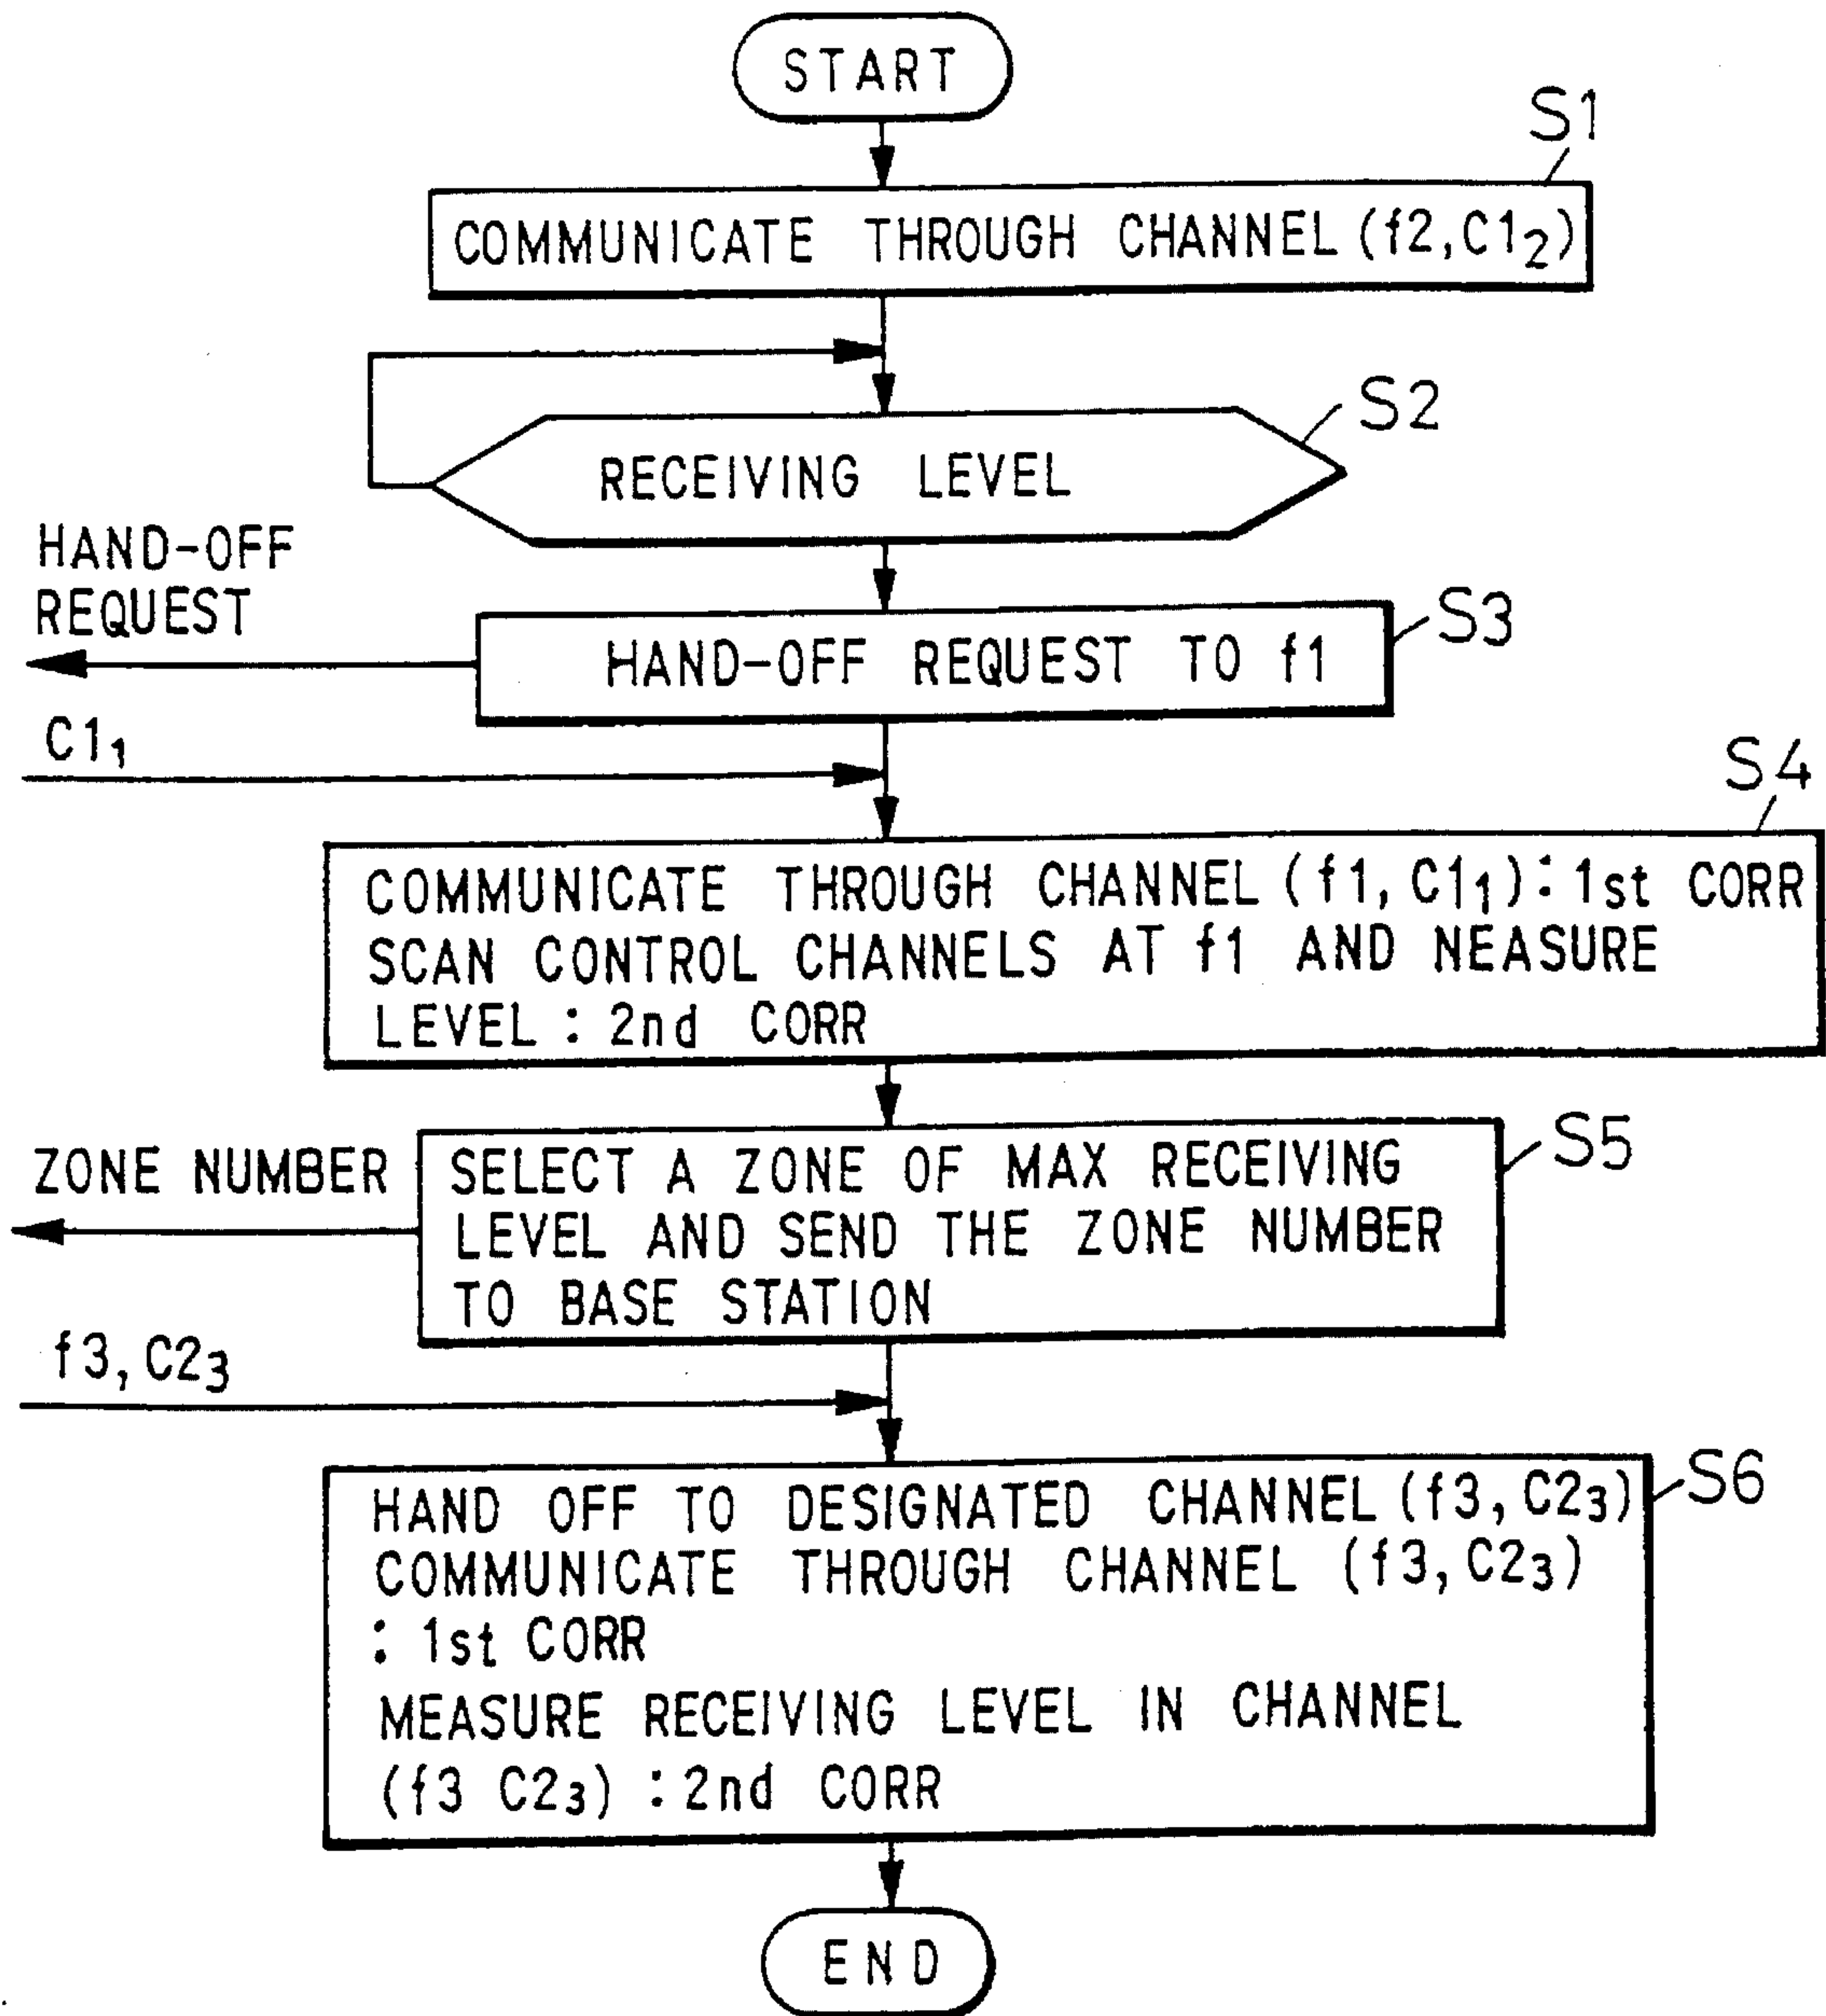 START
S1
COMMUNICATE THROUGH CHANNEL (f2,C1₂)
S2
RECEIVING LEVEL
HAND-OFF
REQUEST
S3
HAND-OFF REQUEST TO f1
C1₁
S4
COMMUNICATE THROUGH CHANNEL (f1, C1₁) : 1st CORR
SCAN CONTROL CHANNELS AT f1 AND NEASURE
LEVEL : 2nd CORR
S5
ZONE NUMBER
SELECT A ZONE OF MAX RECEIVING
LEVEL AND SEND THE ZONE NUMBER
TO BASE STATION
f3, C2₃
S6
HAND OFF TO DESIGNATED CHANNEL (f3, C2₃)
COMMUNICATE THROUGH CHANNEL (f3, C2₃)
: 1st CORR
MEASURE RECEIVING LEVEL IN CHANNEL
(f3 C2₃) : 2nd CORR
END